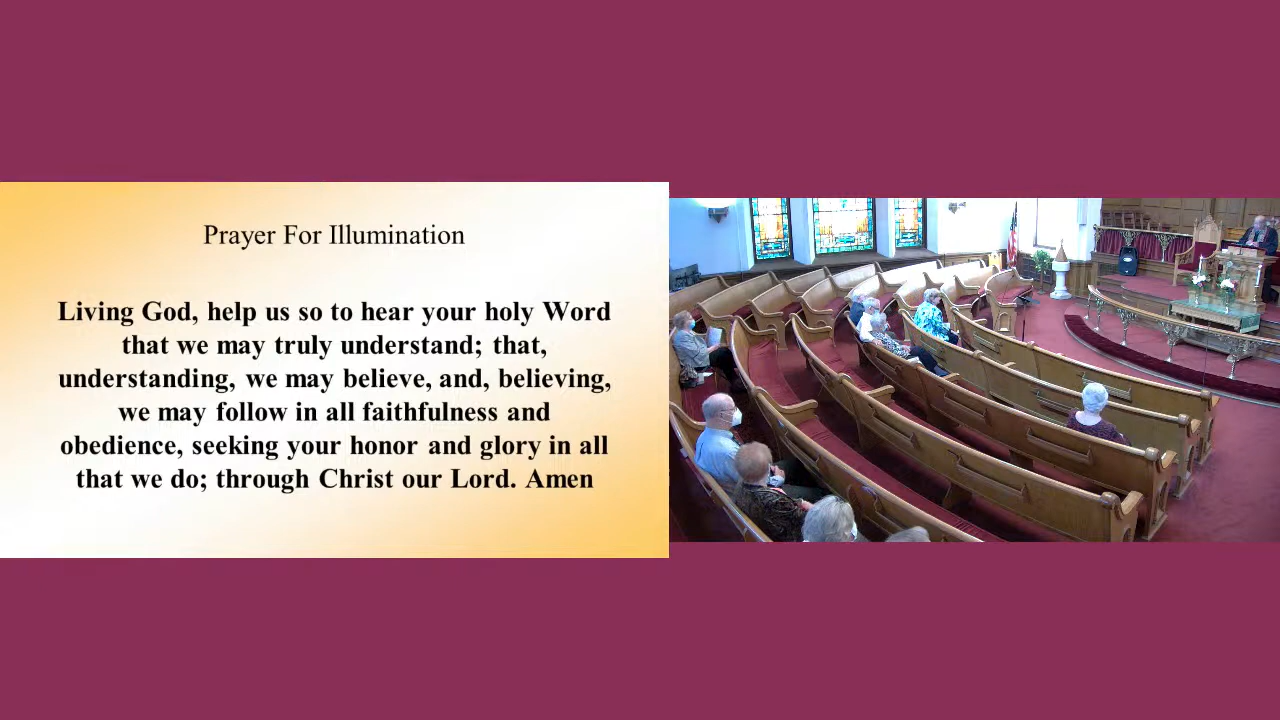 Prayer For Illumination
Living God, help us so to hear your holy Word
that we may truly understand; that,
understanding, we may believe, and, believing,
we may follow in all faithfulness and
obedience, seeking your honor and glory in all
that we do; through Christ our Lord. Amen